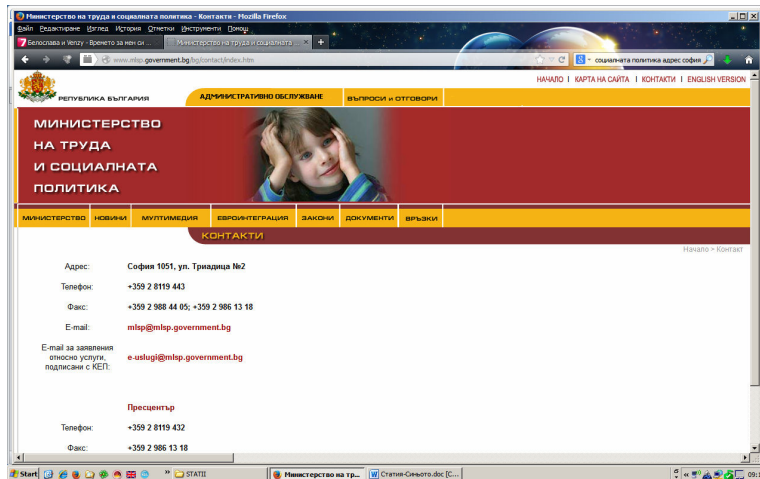 Министерство на труда и социалната политика - Контакти - Mozilla Firefox
Файл Редактиране Изглед История Отметки Инструменти Помощ
Белослава и Venzy - Времето за мен си ...
Министерство на труда и социалната ...
www.mlsp.government.bg/bg/contact/index.htm
социалната политика адрес софия
НАЧАЛО | КАРТА НА САЙТА | КОНТАКТИ | ENGLISH VERSION
РЕПУБЛИКА БЪЛГАРИЯ
АДМИНИСТРАТИВНО ОБСЛУЖВАНЕ
ВЪПРОСИ и ОТГОВОРИ
МИНИСТЕРСТВО
НА ТРУДА
И СОЦИАЛНАТА
ПОЛИТИКА
МИНИСТЕРСТВО НОВИНИ МУЛТИМЕДИЯ ЕВРОИНТЕГРАЦИЯ ЗАКОНИ ДОКУМЕНТИ ВРЪЗКИ
КОНТАКТИ
Начало > Контакт
Адрес: София 1051, ул. Триадица №2
Телефон: +359 2 8119 443
Факс: +359 2 988 44 05; +359 2 986 13 18
E-mail: mlsp@mlsp.government.bg
E-mail за заявления
относно услуги, e-uslugi@mlsp.government.bg
подписани с КЕП:
Пресцентър
Телефон: +359 2 8119 432
Факс: +359 2 986 13 18
Start
STATII
Министерство на тр...
Статия-Синьото.doc [C...
09: